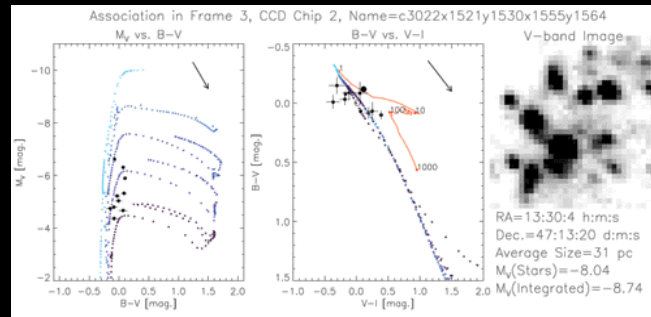 Association in Frame 3, CCD Chip 2, Name=c3022x1521y1530x1555y1564
Mv vs. B−V
B−V vs. V−I
V−band Image
−10
−8
−6
−4
−2
Mv [mag.]
−1.0 −0.5 0.0 0.5 1.0 1.5 2.0
B−V [mag.]
−0.5
0.0
0.5
1.0
1.5
B−V [mag.]
1
100
10
1000
−1.0 −0.5 0.0 0.5 1.0 1.5 2.0
V−I [mag.]
RA=13:30:4 h:m:s
Dec.=47:13:20 d:m:s
Average Size=31 pc
Mv(Stars)=−8.04
Mv(Integrated)=−8.74